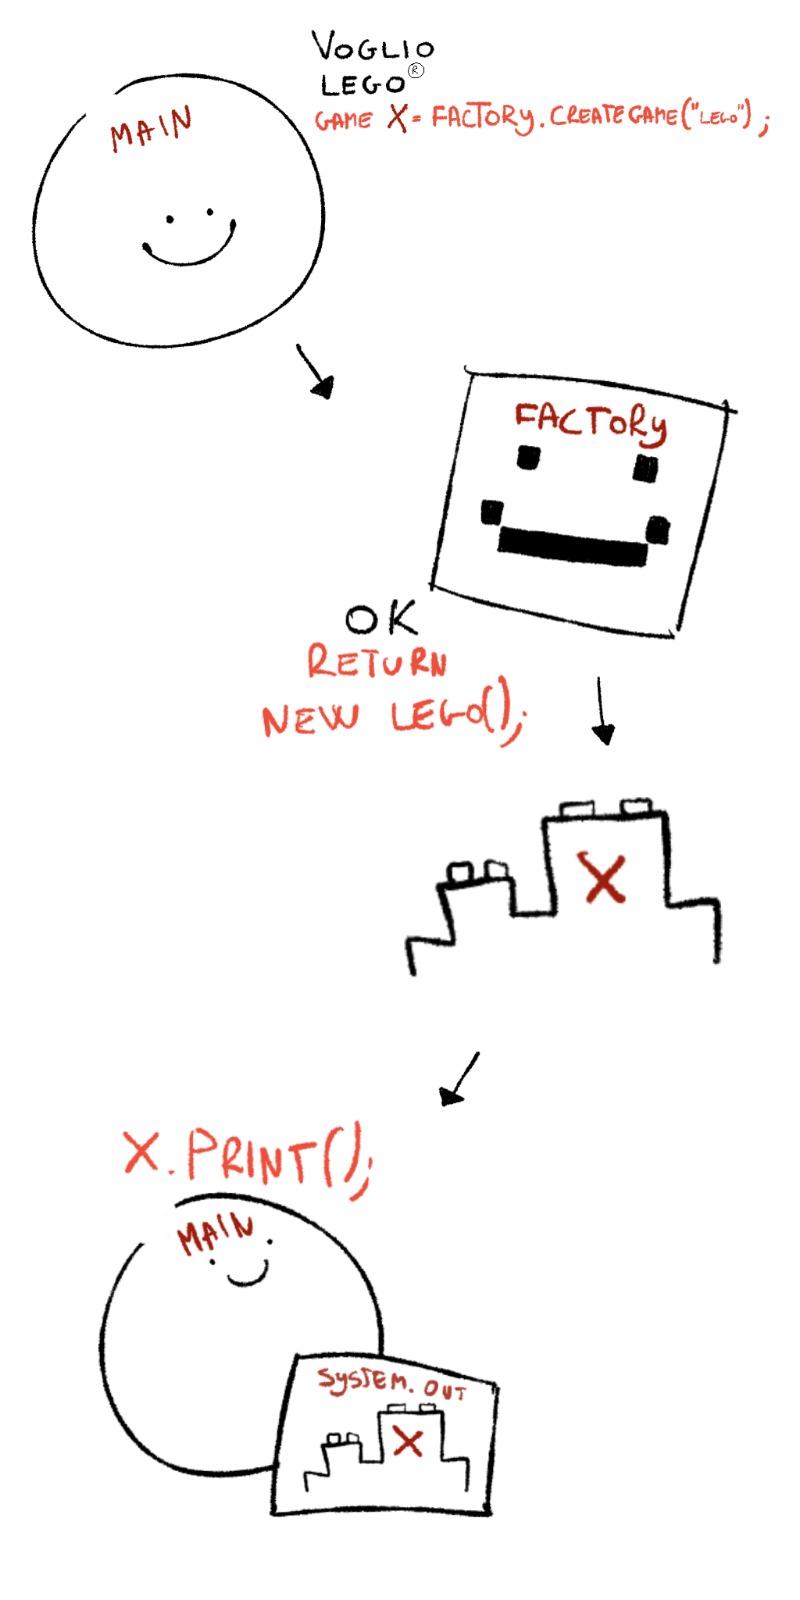 VOGLIO
LEGO®
MAIN
GAME X = FACTORY.CREATEGAME("LEGO");
FACTORY
OK
RETURN
NEW LEGO();
X
X.PRINT();
MAIN
SYSTEM.OUT
X